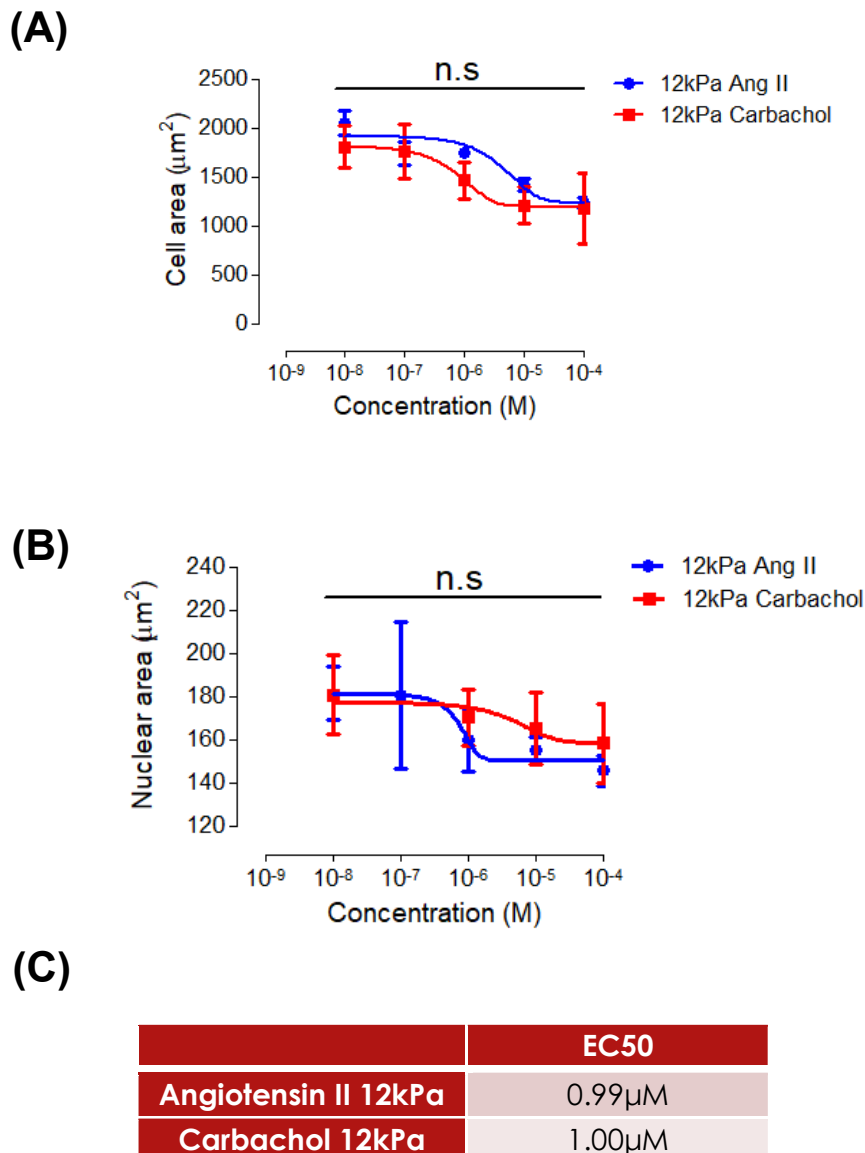 (A)
n.s
12kPa Ang II
12kPa Carbachol
Cell area (μm²)
2500
2000
1500
1000
500
0
10⁻⁹ 10⁻⁸ 10⁻⁷ 10⁻⁶ 10⁻⁵ 10⁻⁴
Concentration (M)
(B)
n.s
12kPa Ang II
12kPa Carbachol
Nuclear area (μm²)
240
220
200
180
160
140
120
10⁻⁹ 10⁻⁸ 10⁻⁷ 10⁻⁶ 10⁻⁵ 10⁻⁴
Concentration (M)
(C)
EC50
Angiotensin II 12kPa 0.99µM
Carbachol 12kPa 1.00µM